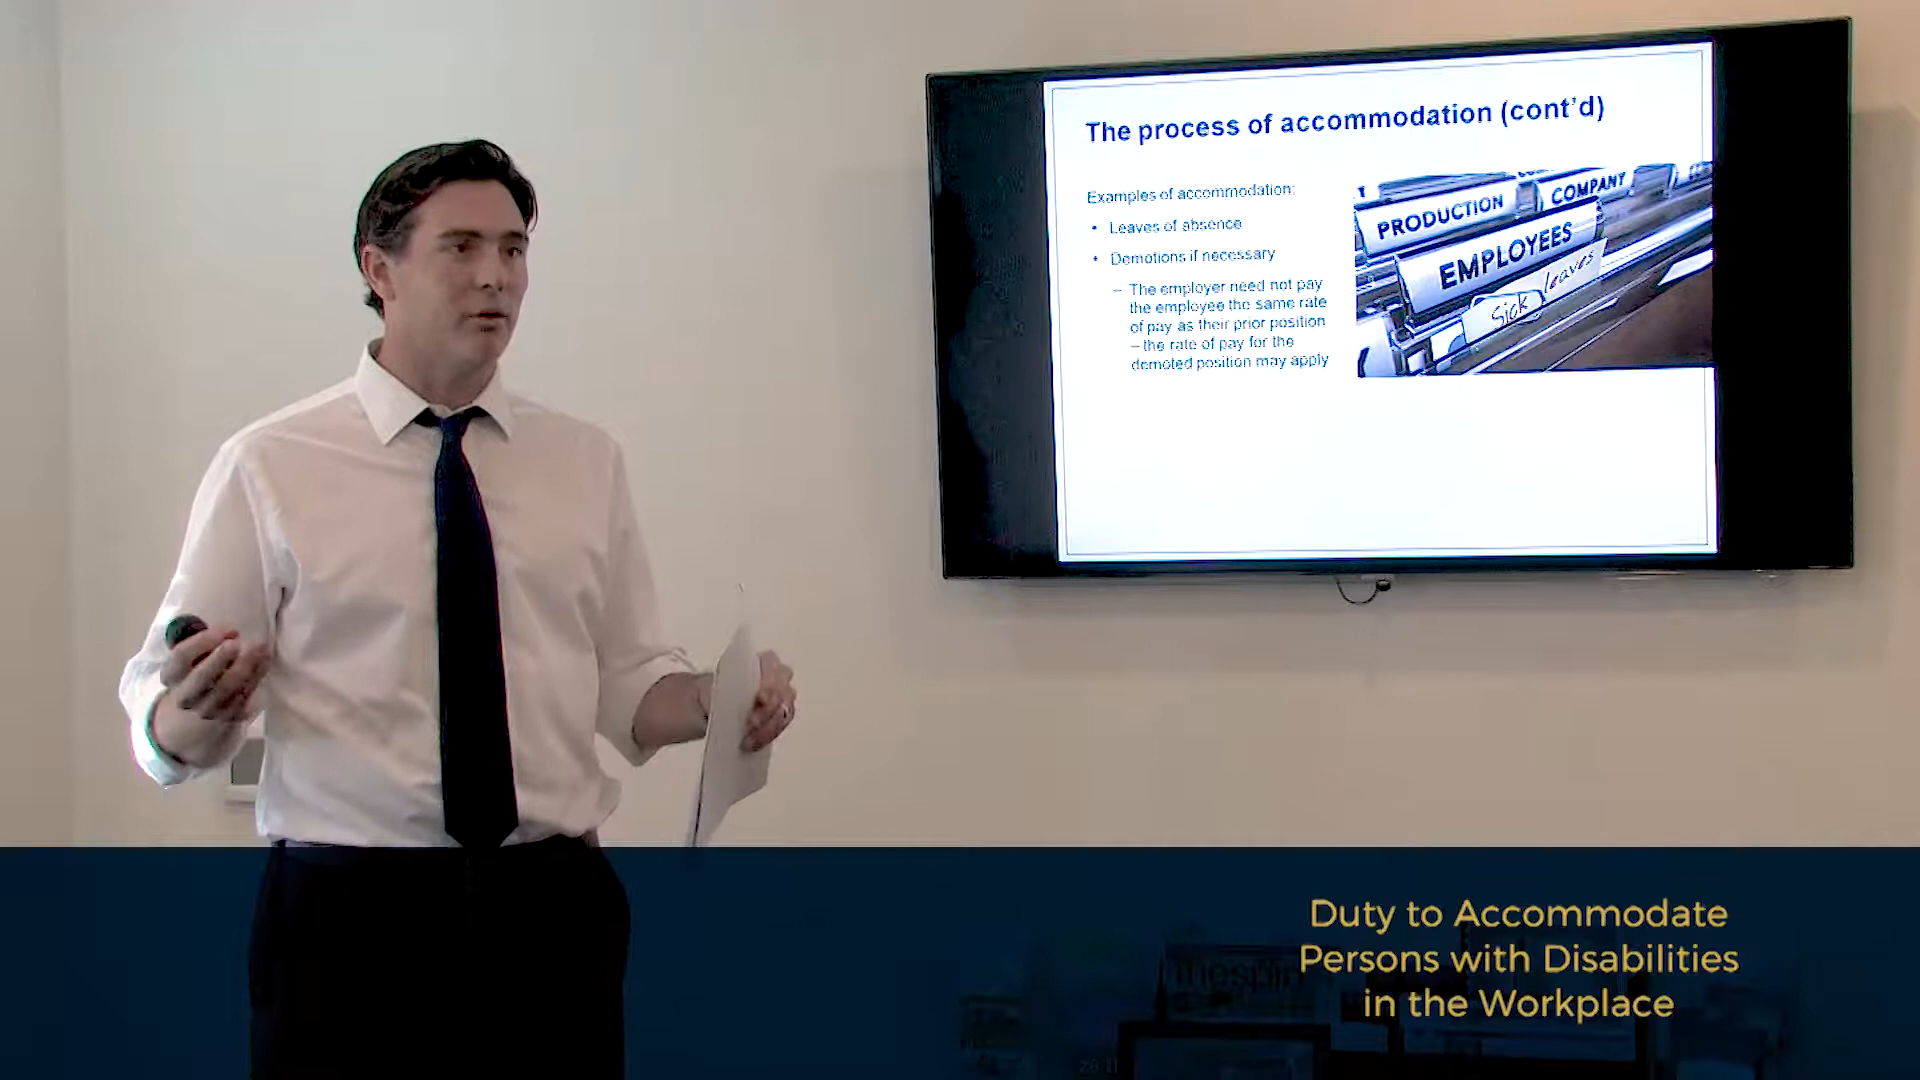 The process of accommodation (cont'd)
Examples of accommodation:
• Leaves of absence
• Demotions if necessary
– The employer need not pay
the employee the same rate
of pay as their prior position
– the rate of pay for the
demoted position may apply
PRODUCTION
COMPANY
EMPLOYEES
Sick leaves
Duty to Accommodate
Persons with Disabilities
in the Workplace